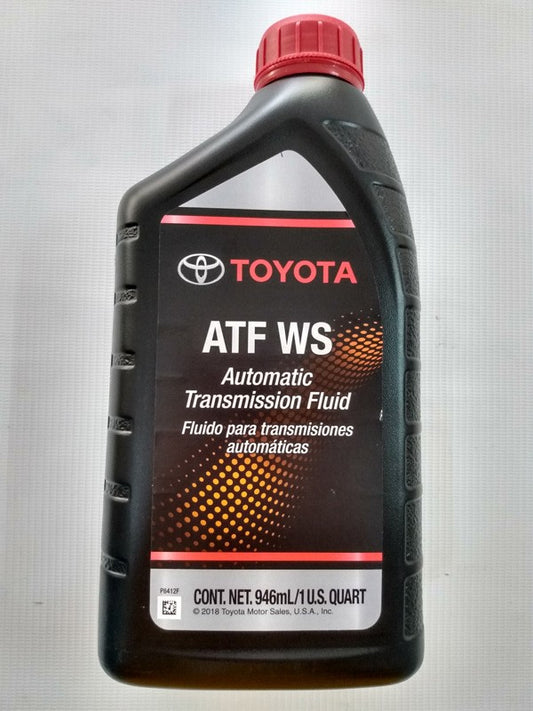 TOYOTA
ATF WS
Automatic
Transmission Fluid
Fluido para transmisiones
automáticas
P8412F
CONT. NET. 946mL/1 U.S. QUART
© 2018 Toyota Motor Sales, U.S.A., Inc.